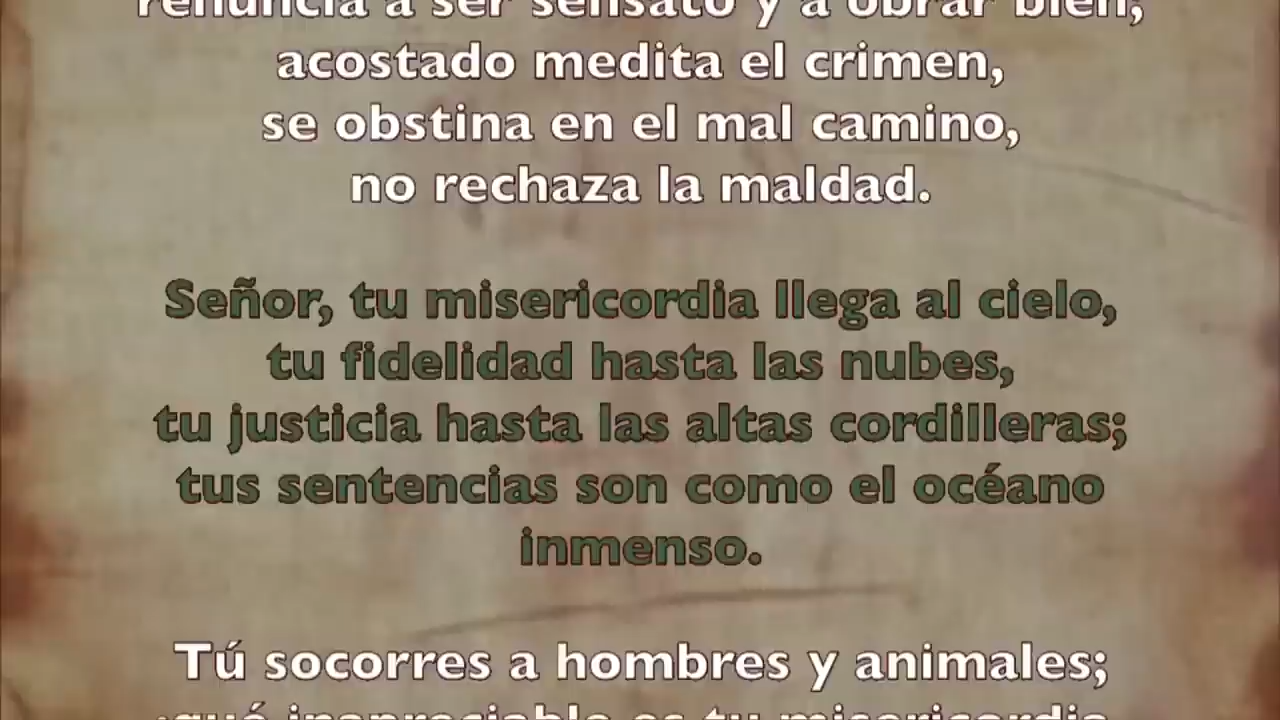 renuncia a ser sensato y a obrar bien,
acostado medita el crimen,
se obstina en el mal camino,
no rechaza la maldad.
Señor, tu misericordia llega al cielo,
tu fidelidad hasta las nubes,
tu justicia hasta las altas cordilleras;
tus sentencias son como el océano
inmenso.
Tú socorres a hombres y animales;
¡qué inapreciable es tu misericordia